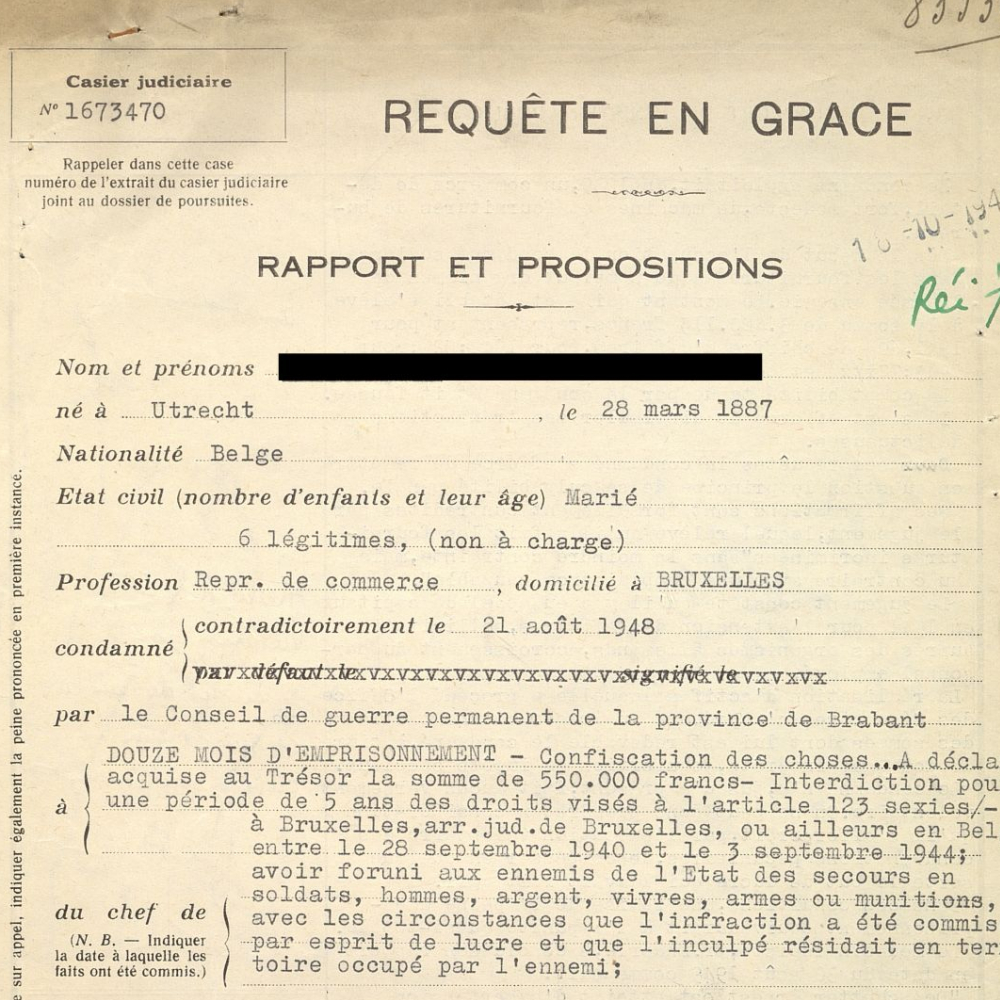 Casier judiciaire
N° 1673470
Rappeler dans cette case
numéro de l'extrait du casier judiciaire
joint au dossier de poursuites.
REQUÊTE EN GRACE
RAPPORT ET PROPOSITIONS
Réi
Nom et prénoms
né à Utrecht, le 28 mars 1887
Nationalité Belge
Etat civil (nombre d'enfants et leur âge) Marié
6 légitimes, (non à charge)
Profession Repr. de commerce, domicilié à BRUXELLES
condamné
contradictoirement le 21 août 1948
par défaut le signifié le
par le Conseil de guerre permanent de la province de Brabant
à
DOUZE MOIS D'EMPRISONNEMENT - Confiscation des choses...A décla
acquise au Trésor la somme de 550.000 francs- Interdiction pou
une période de 5 ans des droits visés à l'article 123 sexies/-
à Bruxelles,arr.jud.de Bruxelles, ou ailleurs en Bel
entre le 28 septembre 1940 et le 3 septembre 1944;
avoir foruni aux ennemis de l'Etat des secours en
soldats, hommes, argent, vivres, armes ou munitions,
avec les circonstances que l'infraction a été commis
par esprit de lucre et que l'inculpé résidait en ter
toire occupé par l'ennemi;
du chef de
(N. B. — Indiquer
la date à laquelle les
faits ont été commis.)
sur appel, indiquer également la peine prononcée en première instance.